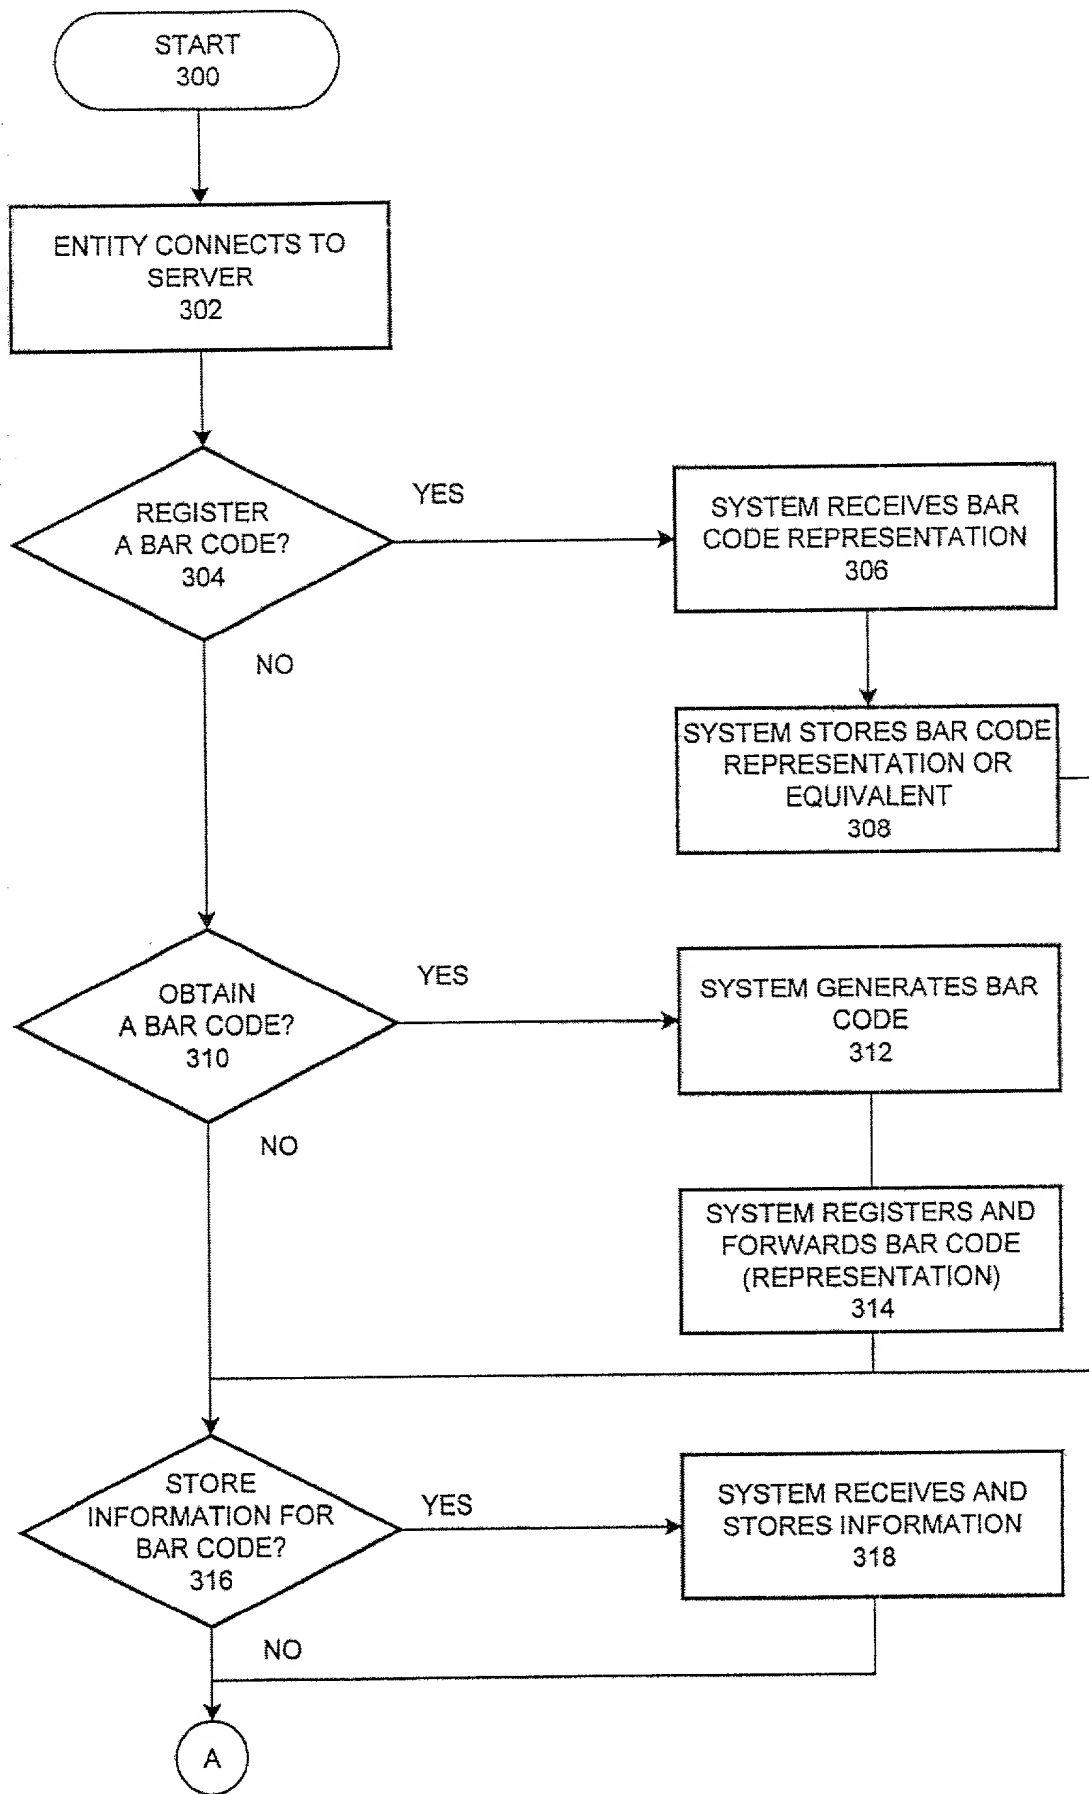 START
300
ENTITY CONNECTS TO
SERVER
302
REGISTER
A BAR CODE?
304
YES
NO
SYSTEM RECEIVES BAR
CODE REPRESENTATION
306
SYSTEM STORES BAR CODE
REPRESENTATION OR
EQUIVALENT
308
OBTAIN
A BAR CODE?
310
YES
NO
SYSTEM GENERATES BAR
CODE
312
SYSTEM REGISTERS AND
FORWARDS BAR CODE
(REPRESENTATION)
314
STORE
INFORMATION FOR
BAR CODE?
316
YES
NO
SYSTEM RECEIVES AND
STORES INFORMATION
318
A